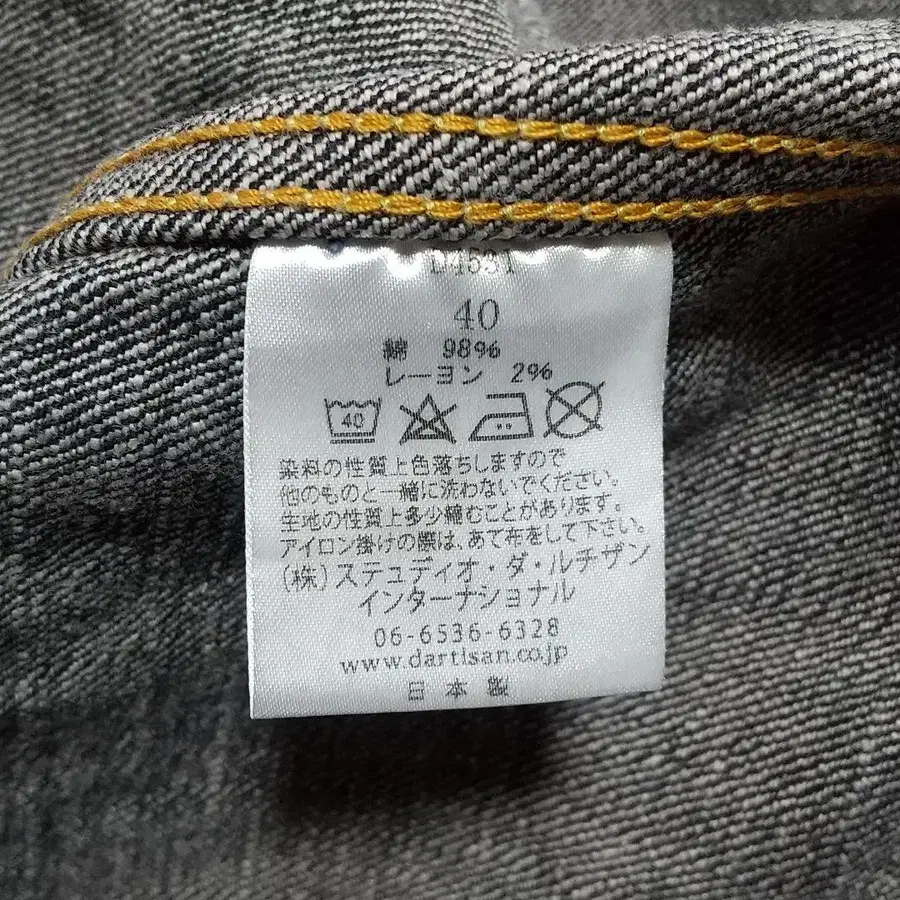 40
綿 98%
レーヨン 2%
40
染料の性質上色落ちしますので
他のものと一緒に洗わないでください。
生地の性質上多少縮むことがあります。
アイロン掛けの際は、あて布をして下さい。
(株)ステュディオ・ダ・ルチザン
インターナショナル
06-6536-6328
www.dartisan.co.jp
日本製